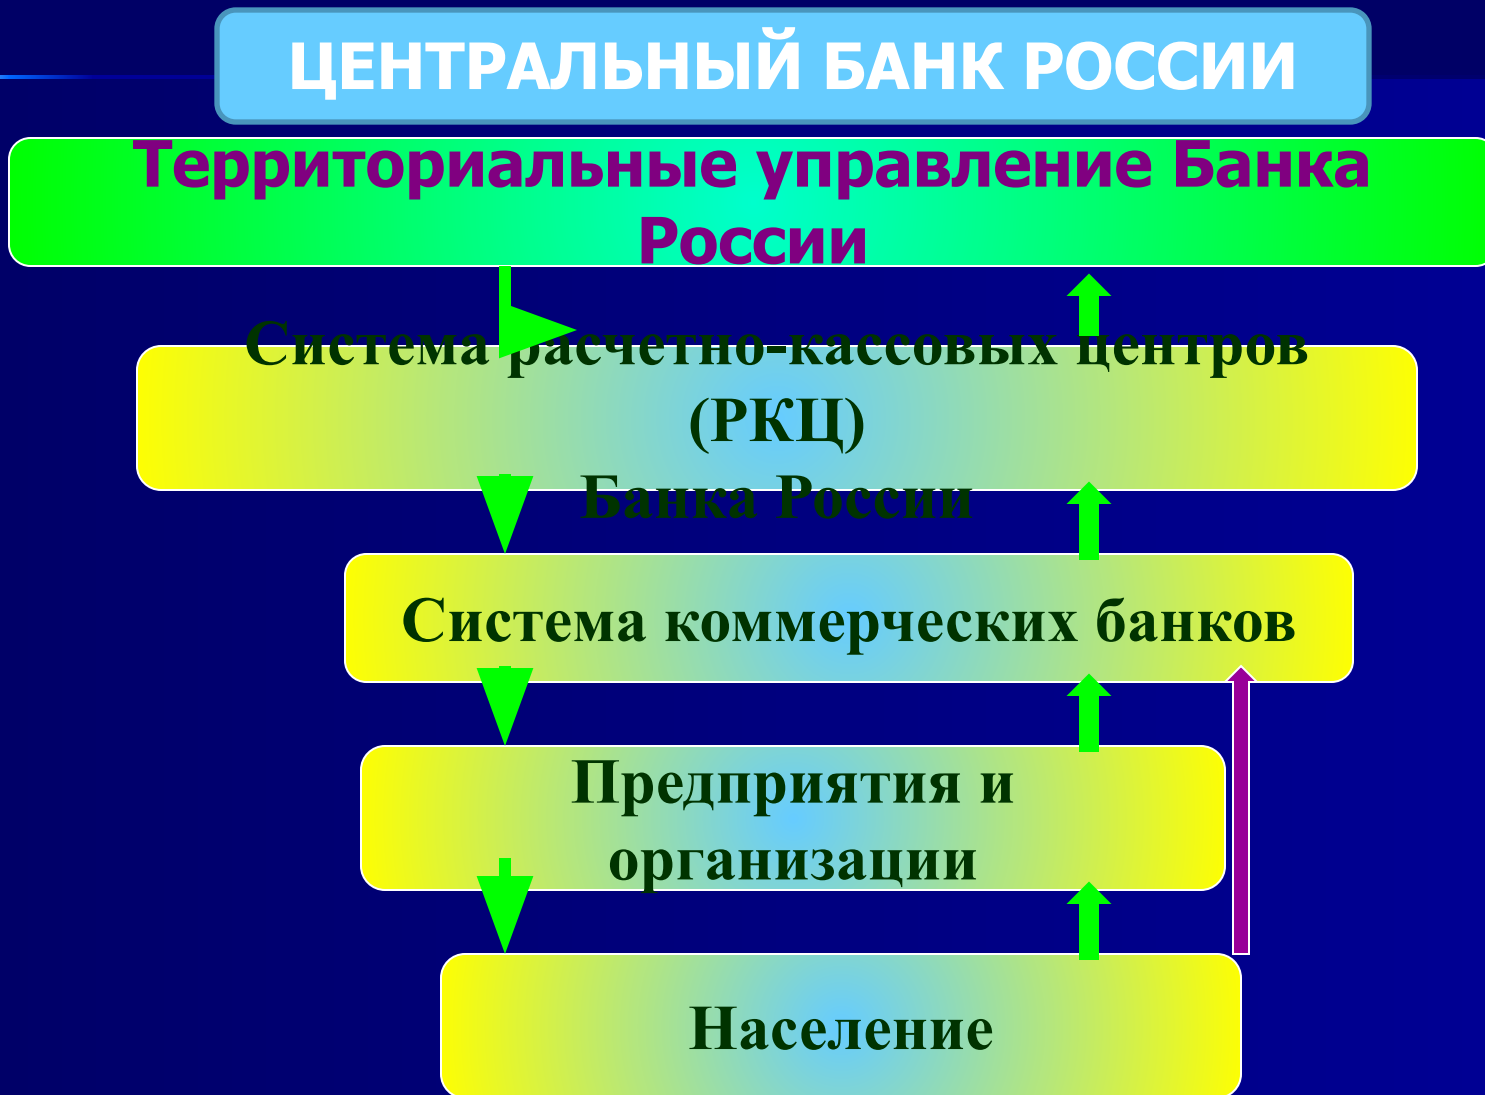 ЦЕНТРАЛЬНЫЙ БАНК РОССИИ
Территориальные управление Банка
России
Система расчетно-кассовых центров
(РКЦ)
Банка России
Система коммерческих банков
Предприятия и
организации
Население